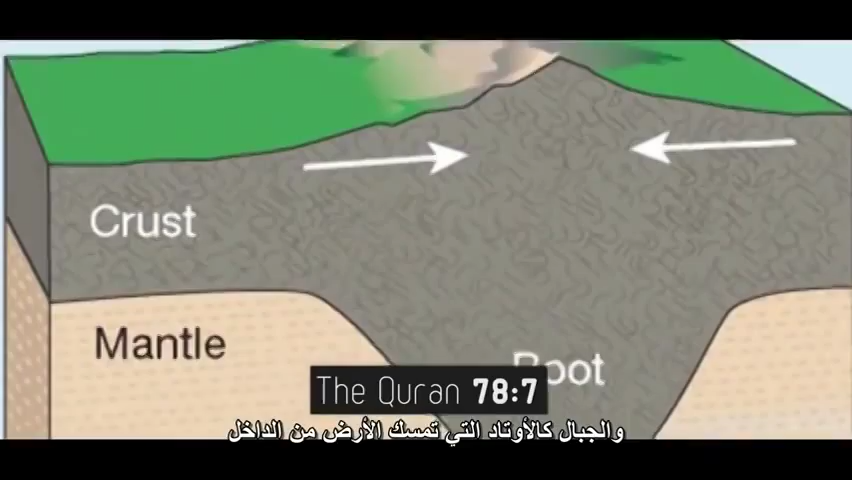 Crust
Mantle
Root
The Quran 78:7
والجبال كالأوتاد التي تمسك الأرض من الداخل